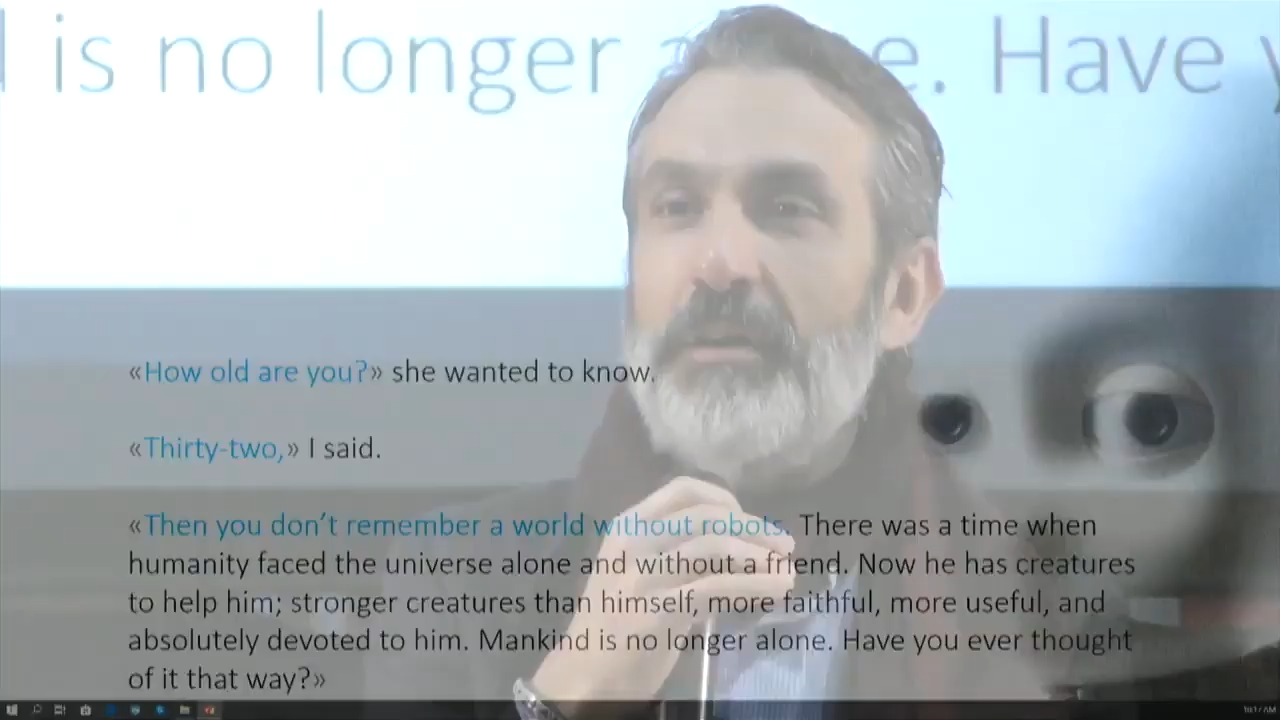 is no longer a e. Have y
«How old are you?» she wanted to know.
«Thirty-two,» I said.
«Then you don't remember a world without robots. There was a time when
humanity faced the universe alone and without a friend. Now he has creatures
to help him; stronger creatures than himself, more faithful, more useful, and
absolutely devoted to him. Mankind is no longer alone. Have you ever thought
of it that way?»